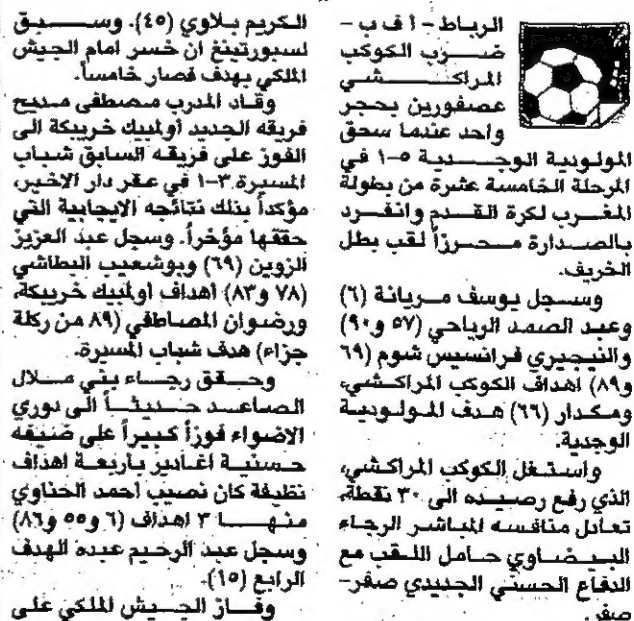 الرباط – ا ف ب –
ضرب الكوكب
المراكشي
عصفورين بحجر
واحد عندما سحق
المولودية الوجدية ٥–١ في
المرحلة الخامسة عشرة من بطولة
المغرب لكرة القدم وانفرد
بالصدارة محرزاً لقب بطل
الخريف.
وسجل يوسف مريانة (٦)
وعبد الصمد الرياحي (٥٧ و٩٠)
والنيجيري فرانسيس شوم (٦٩
و٨٩) اهداف الكوكب المراكشي،
ومكدار (٦٦) هدف المولودية
الوجدية.
واستغل الكوكب المراكشي،
الذي رفع رصيده الى ٣٠ نقطة،
تعادل منافسه المباشر الرجاء
البيضاوي حامل اللقب مع
الدفاع الحسني الجديدي صفر–
صفر.
الكريم بلاوي (٤٥). وسبق
لسبورتينغ ان خسر امام الجيش
الملكي بهدف فصار خامساً.
وقاد المدرب مصطفى مديح
فريقه الجديد أولمبيك خريبكة الى
الفوز على فريقه السابق شباب
المسيرة ٣–١ في عقر دار الاخير،
مؤكداً بذلك نتائجه الإيجابية التي
حققها مؤخراً. وسجل عبد العزيز
الزوين (٦٩) وبوشعيب البطاشي
(٧٨ و٨٣) اهداف أولمبيك خريبكة،
ورضوان المصاطفي (٨٩ من ركلة
جزاء) هدف شباب المسيرة.
وحقق رجاء بني ملال
الصاعد حديثاً الى دوري
الاضواء فوزاً كبيراً على ضيفه
حسنية اغادير باربعة اهداف
نظيفة كان نصيب احمد الحناوي
منها ٣ اهداف (٦ و٥٥ و٨٦)
وسجل عبد الرحيم عبده الهدف
الرابع (١٥).
وفاز الجيش الملكي على